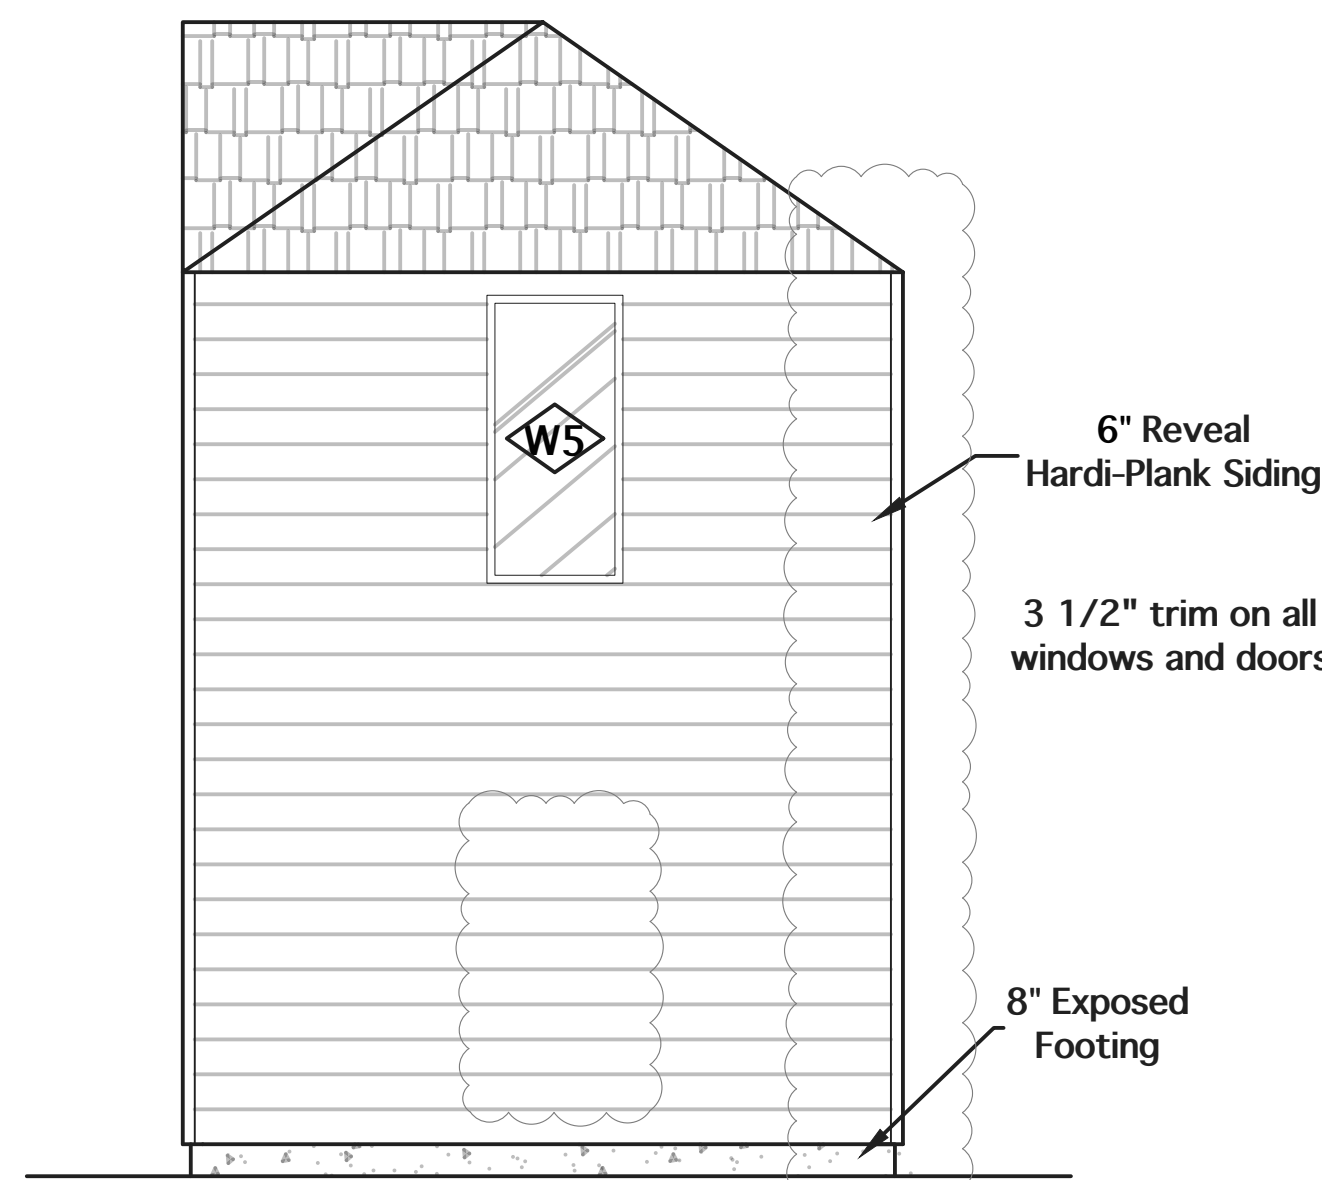 W5
6" Reveal
Hardi-Plank Siding
3 1/2" trim on all
windows and doors
8" Exposed
Footing